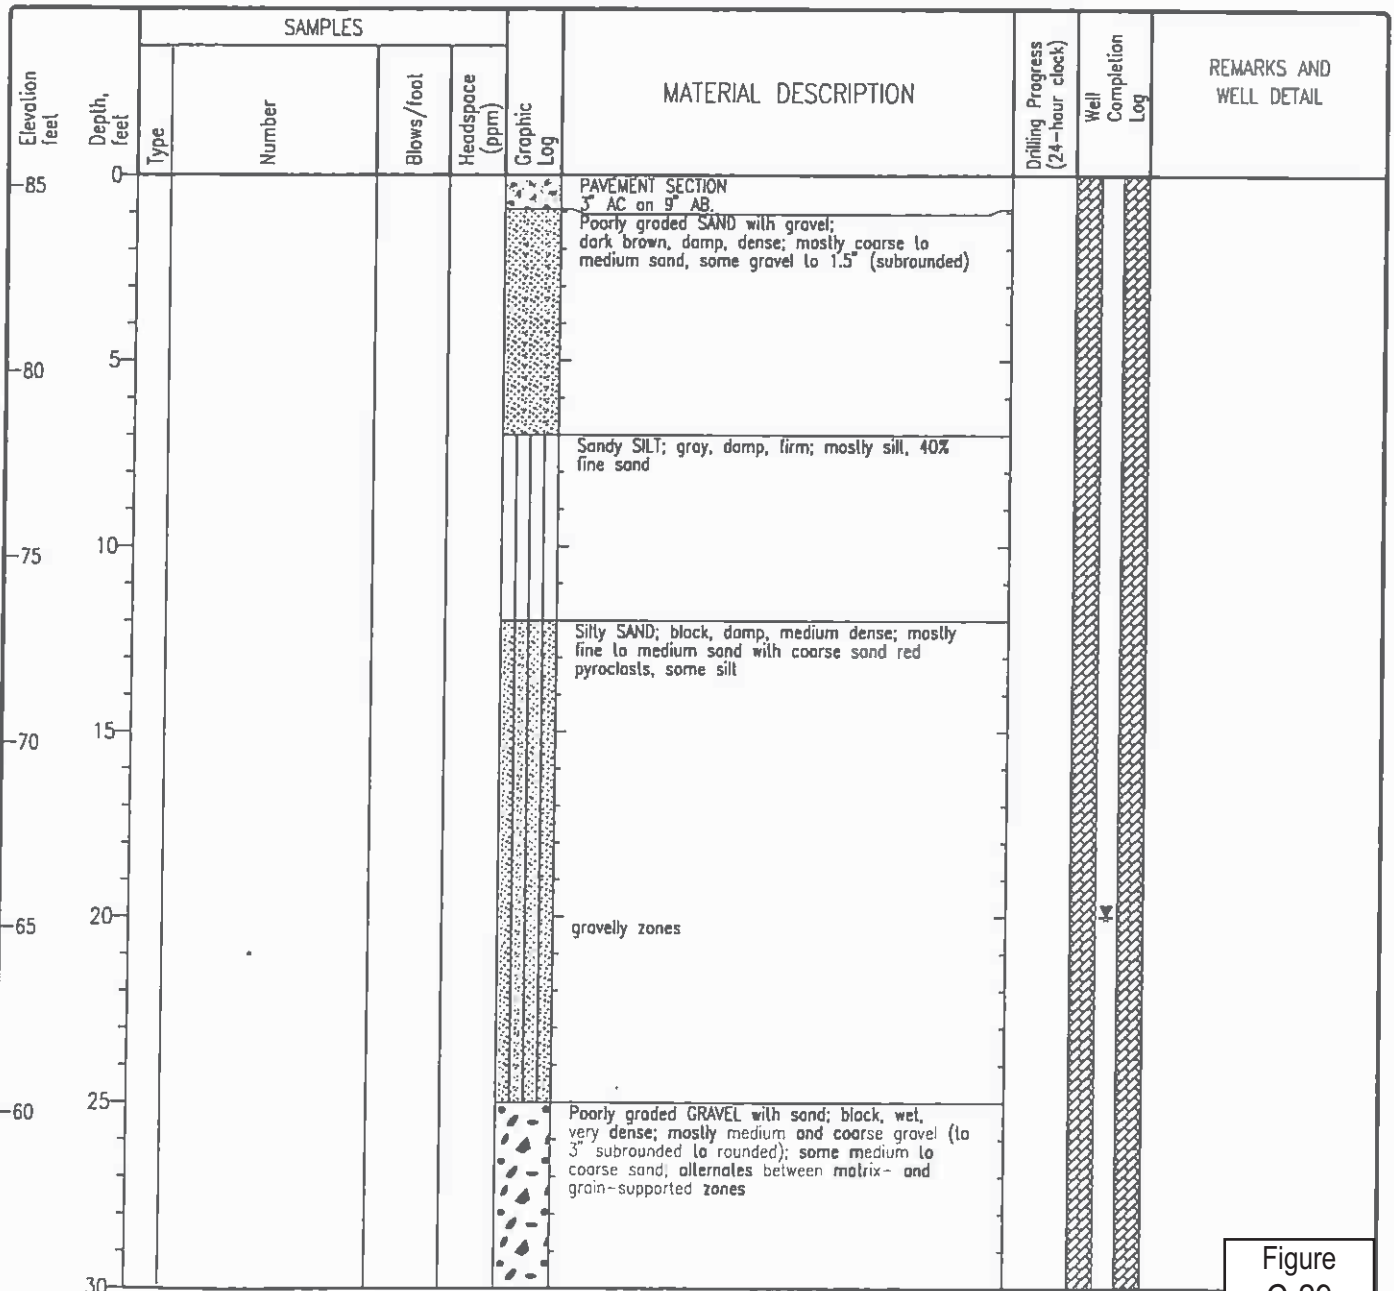 SAMPLES
Elevation
feet
Depth,
feet
Type
Number
Blows/foot
Headspace
(ppm)
Graphic
Log
MATERIAL DESCRIPTION
Drilling Progress
(24-hour clock)
Well
Completion
Log
REMARKS AND
WELL DETAIL
0
-85
PAVEMENT SECTION
3" AC on 9" AB.
Poorly graded SAND with gravel;
dark brown, damp, dense; mostly coarse to
medium sand, some gravel to 1.5" (subrounded)
5
-80
Sandy SILT; gray, damp, firm; mostly silt, 40%
fine sand
10
-75
Silty SAND; black, damp, medium dense; mostly
fine to medium sand with coarse sand red
pyroclasts, some silt
15
-70
20
-65
gravelly zones
25
-60
Poorly graded GRAVEL with sand; black, wet,
very dense; mostly medium and coarse gravel (to
3" subrounded to rounded); some medium to
coarse sand; alternates between matrix- and
grain-supported zones
30
Figure